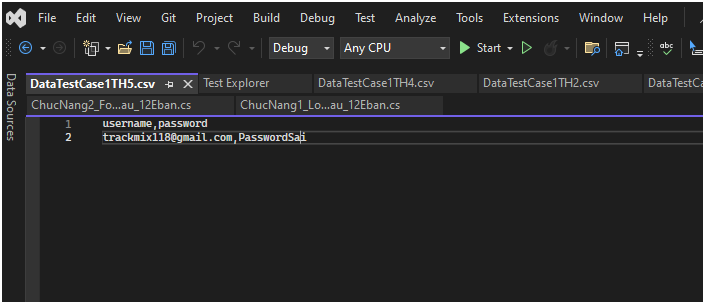 File Edit View Git Project Build Debug Test Analyze Tools Extensions Window Help
Debug Any CPU Start abc
Data Sources
DataTestCase1TH5.csv Test Explorer DataTestCase1TH4.csv DataTestCase1TH2.csv DataTestCa
ChucNang2_Fo...au_12Eban.cs ChucNang1_Lo...au_12Eban.cs
1 username,password
2 trackmix118@gmail.com,PasswordSai